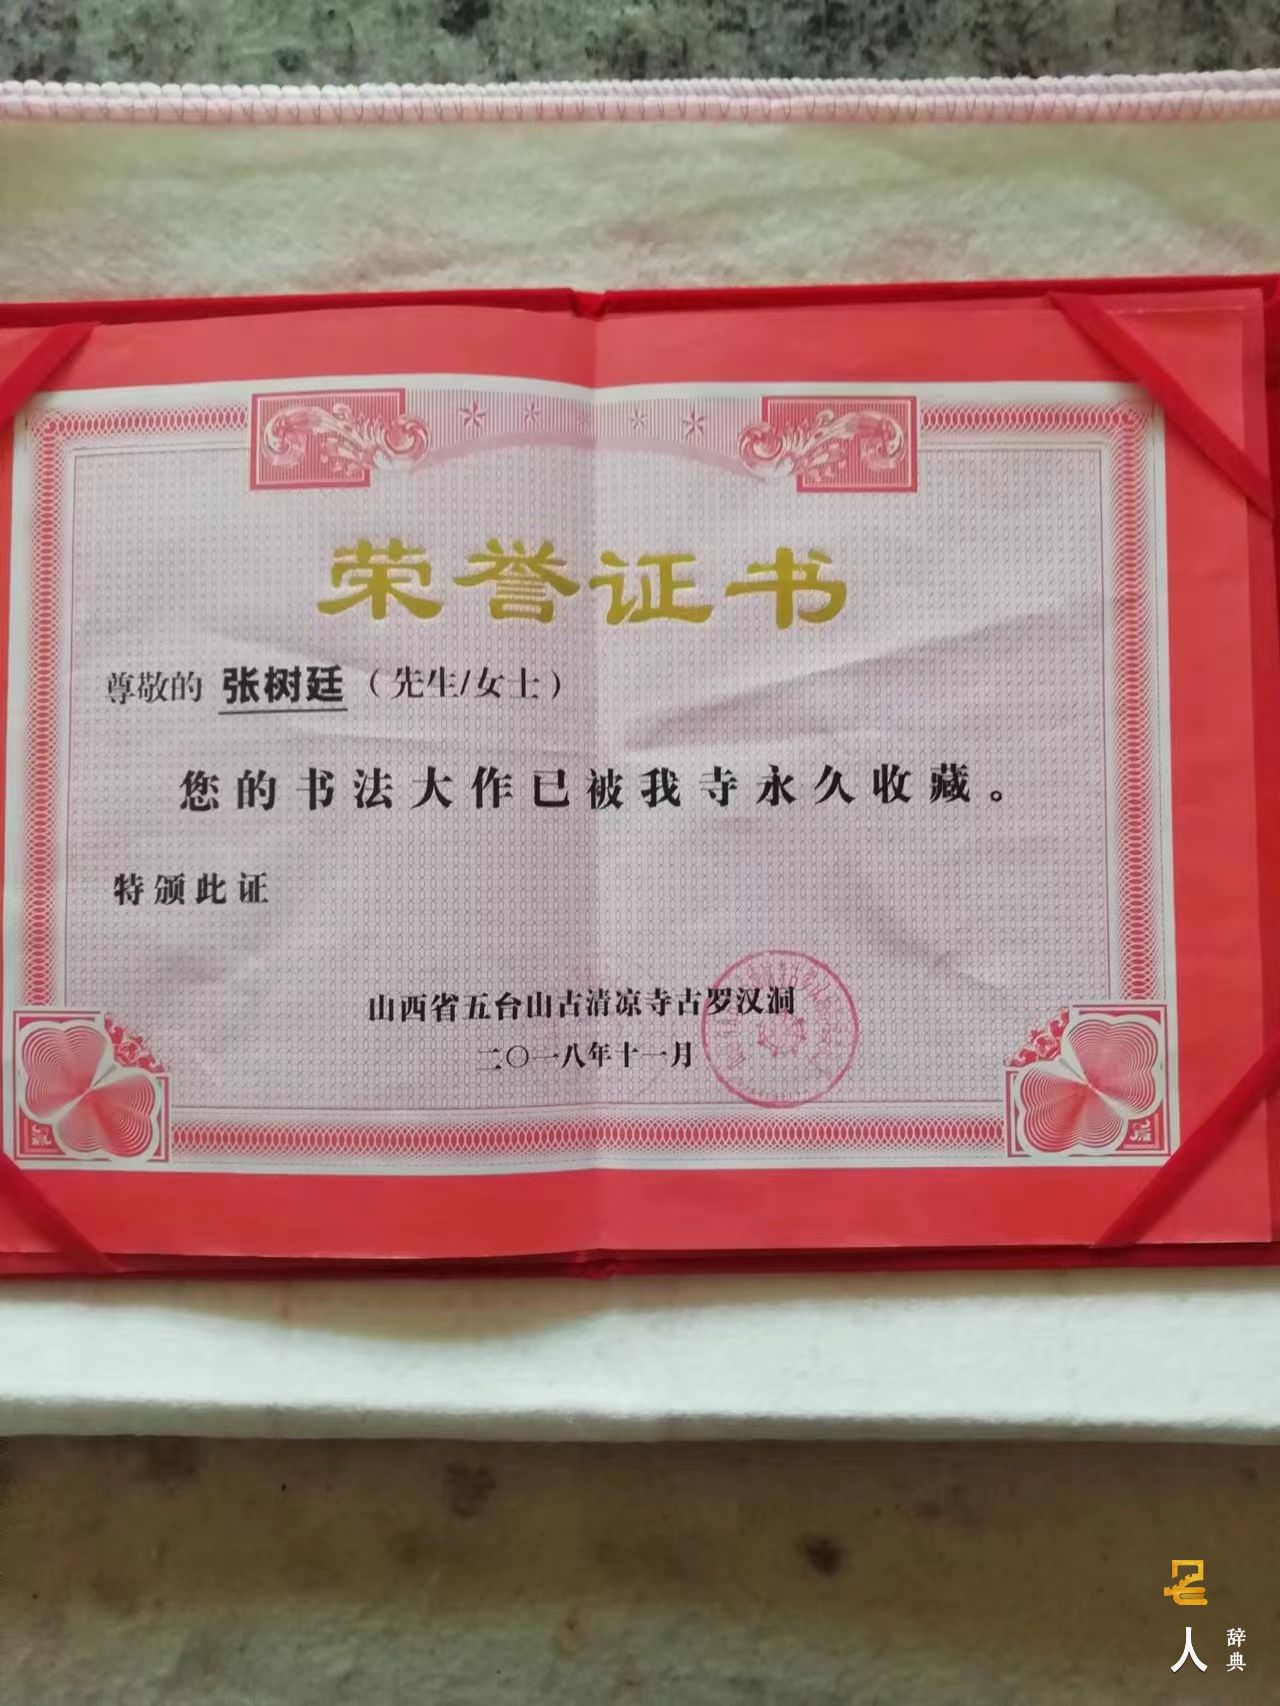 荣誉证书
尊敬的 张树廷 (先生/女士)
您的书法大作已被我寺永久收藏。
特颁此证
山西省五台山古清凉寺古罗汉洞
二〇一八年十一月
名
人 辞典